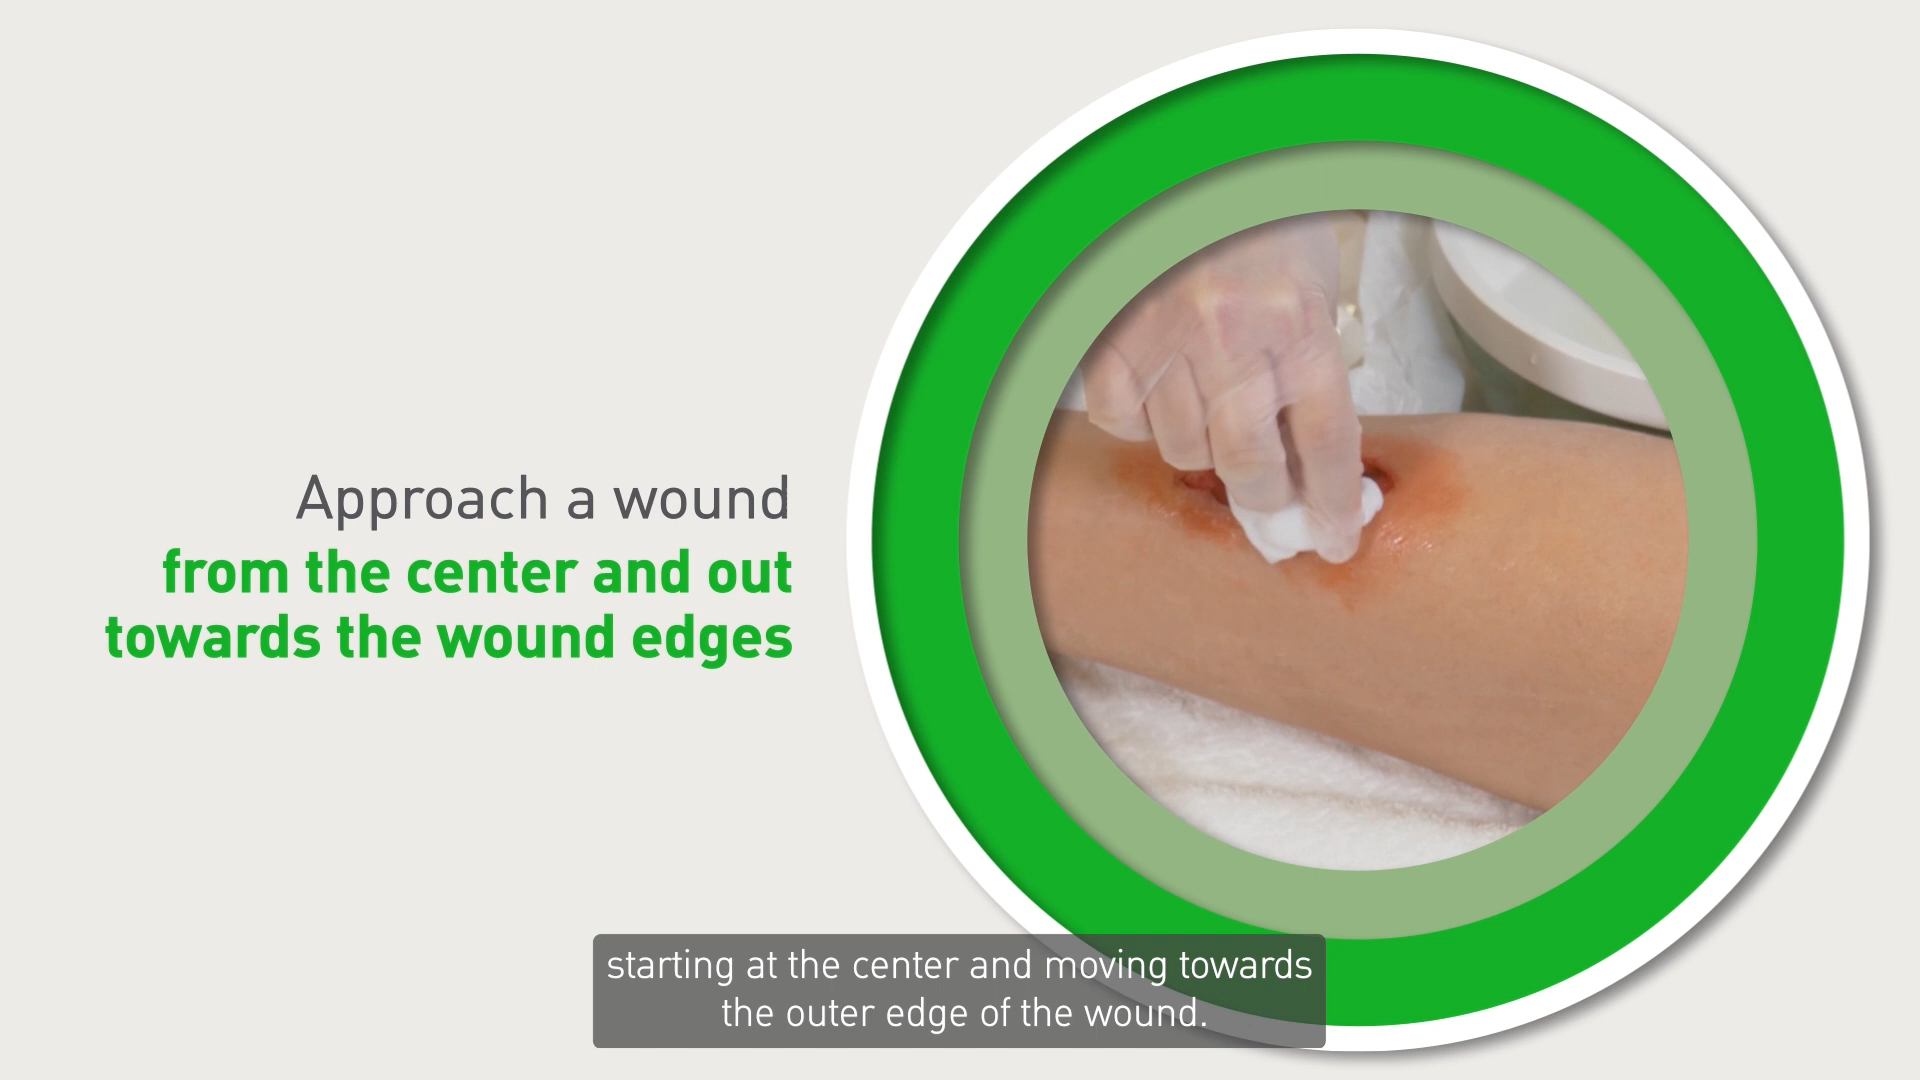 Approach a wound
from the center and out
towards the wound edges
starting at the center and moving towards
the outer edge of the wound.